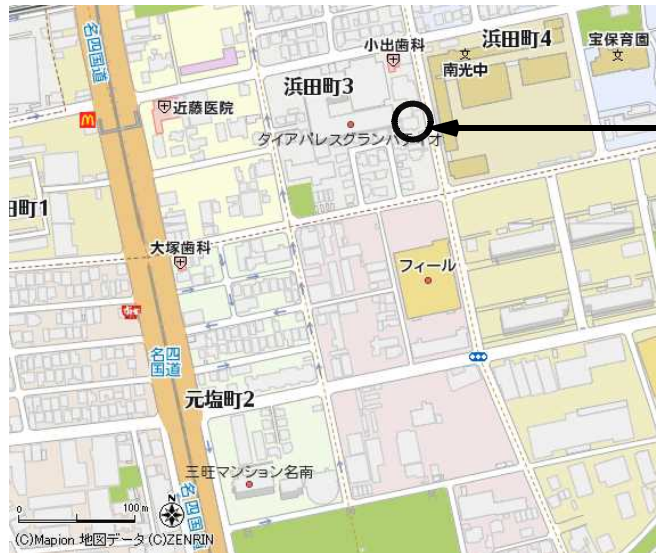 名四国道
小出歯科
浜田町4
宝保育園
文
文
南光中
浜田町3
近藤医院
M
ダイアパレスグランパティオ
田町1
大塚歯科
フィール
名四国道
元塩町2
三旺マンション名南
名四国道
N
0 100m
(C)Mapion 地図データ(C)ZENRIN